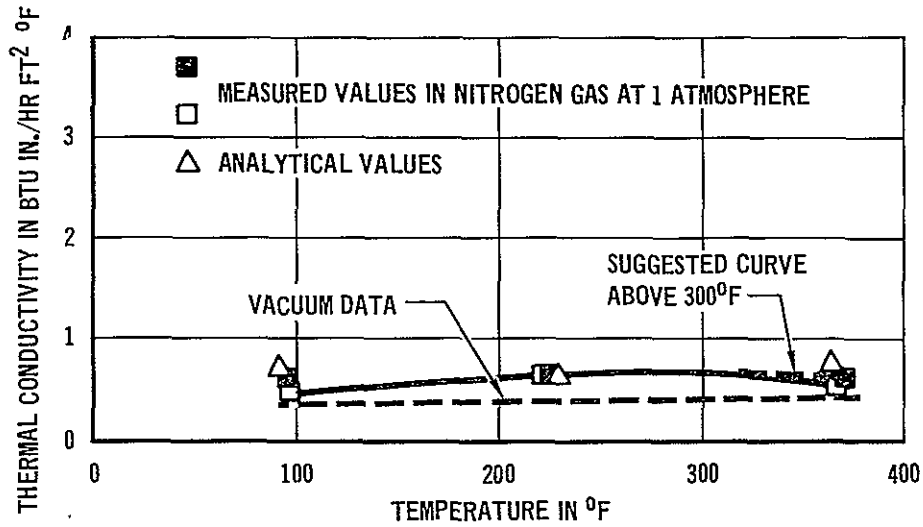 THERMAL CONDUCTIVITY IN BTU IN./HR FT² °F
4
3
2
1
0
MEASURED VALUES IN NITROGEN GAS AT 1 ATMOSPHERE
ANALYTICAL VALUES
SUGGESTED CURVE
ABOVE 300°F
VACUUM DATA
0 100 200 300 400
TEMPERATURE IN °F